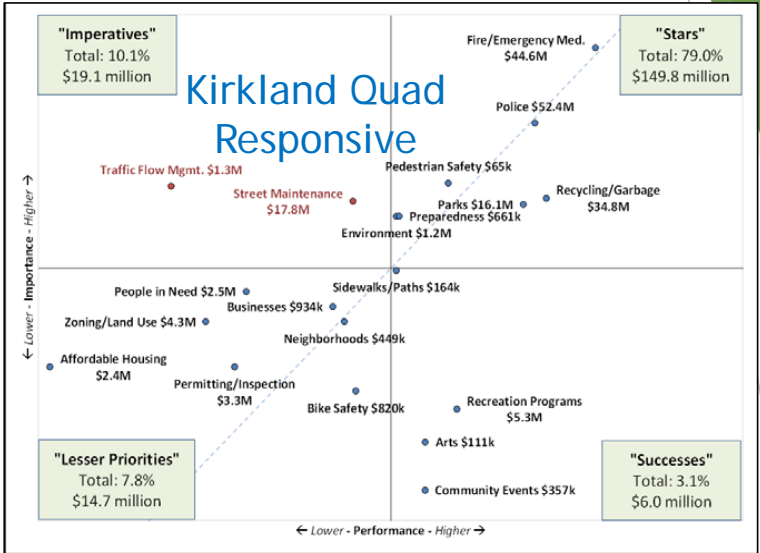 "Imperatives"
Total: 10.1%
$19.1 million
"Stars"
Total: 79.0%
$149.8 million
Kirkland Quad
Responsive
Fire/Emergency Med.
$44.6M
Police $52.4M
Traffic Flow Mgmt. $1.3M
Street Maintenance
$17.8M
Pedestrian Safety $65k
Parks $16.1M
Recycling/Garbage
$34.8M
Preparedness $661k
Environment $1.2M
← Lower - Importance - Higher →
Sidewalks/Paths $164k
People in Need $2.5M
Businesses $934k
Zoning/Land Use $4.3M
Neighborhoods $449k
Affordable Housing
$2.4M
Permitting/Inspection
$3.3M
Bike Safety $820k
Recreation Programs
$5.3M
Arts $111k
Community Events $357k
"Lesser Priorities"
Total: 7.8%
$14.7 million
"Successes"
Total: 3.1%
$6.0 million
← Lower - Performance - Higher →